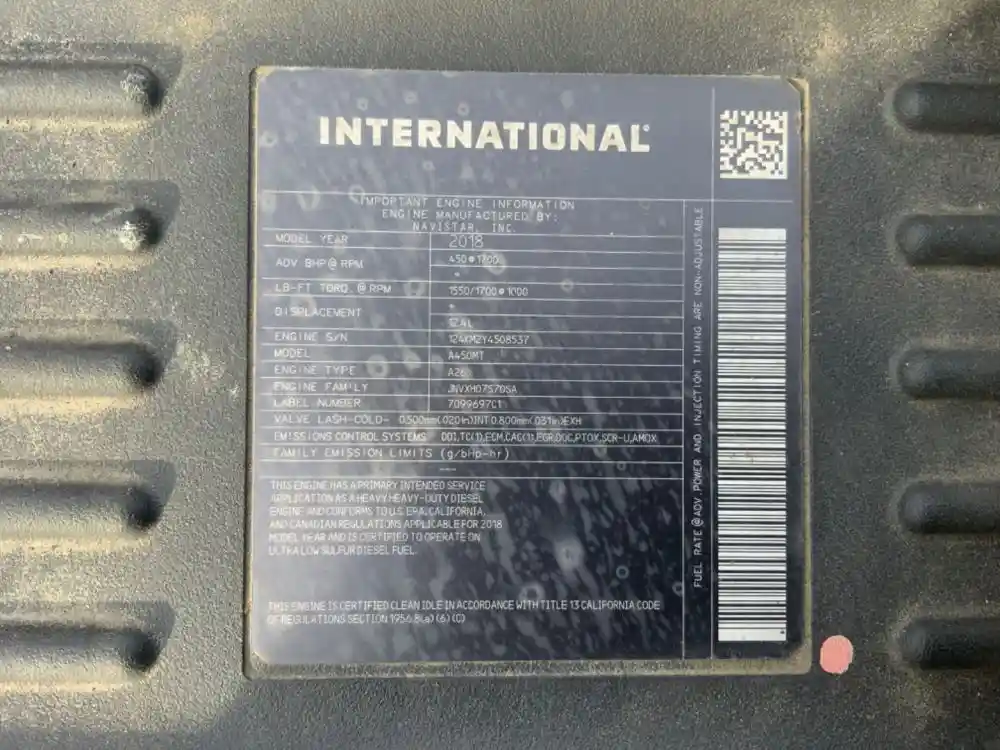 INTERNATIONAL®
IMPORTANT ENGINE INFORMATION
ENGINE MANUFACTURED BY:
NAVISTAR, INC.
MODEL YEAR 2018
ADV BHP @ RPM 450 @ 1700
LB-FT TORQ @ RPM 1550/1700 @ 1000
DISPLACEMENT 12.4L
ENGINE S/N 124KM2Y4508537
MODEL A450MT
ENGINE TYPE A26
ENGINE FAMILY JNVXH07570SA
LABEL NUMBER 7099697C1
VALVE LASH-COLD- 0.500mm(.020in)INT 0.800mm(.031in)EXH
EMISSIONS CONTROL SYSTEMS DDI,TC(1),ECM,CAC(1),EGR,DOC,PTOX,SCR-U,AMOX
FAMILY EMISSION LIMITS (g/bHp-hr)
THIS ENGINE HAS A PRIMARY INTENDED SERVICE
APPLICATION AS A HEAVY HEAVY-DUTY DIESEL
ENGINE AND CONFORMS TO U.S. EPA, CALIFORNIA,
AND CANADIAN REGULATIONS APPLICABLE FOR 2018
MODEL YEAR AND IS CERTIFIED TO OPERATE ON
ULTRA LOW SULFUR DIESEL FUEL.
THIS ENGINE IS CERTIFIED CLEAN IDLE IN ACCORDANCE WITH TITLE 13 CALIFORNIA CODE
OF REGULATIONS SECTION 1956.8(a) (6) (C)
FUEL RATE @ ADV. POWER AND INJECTION TIMING ARE NON-ADJUSTABLE